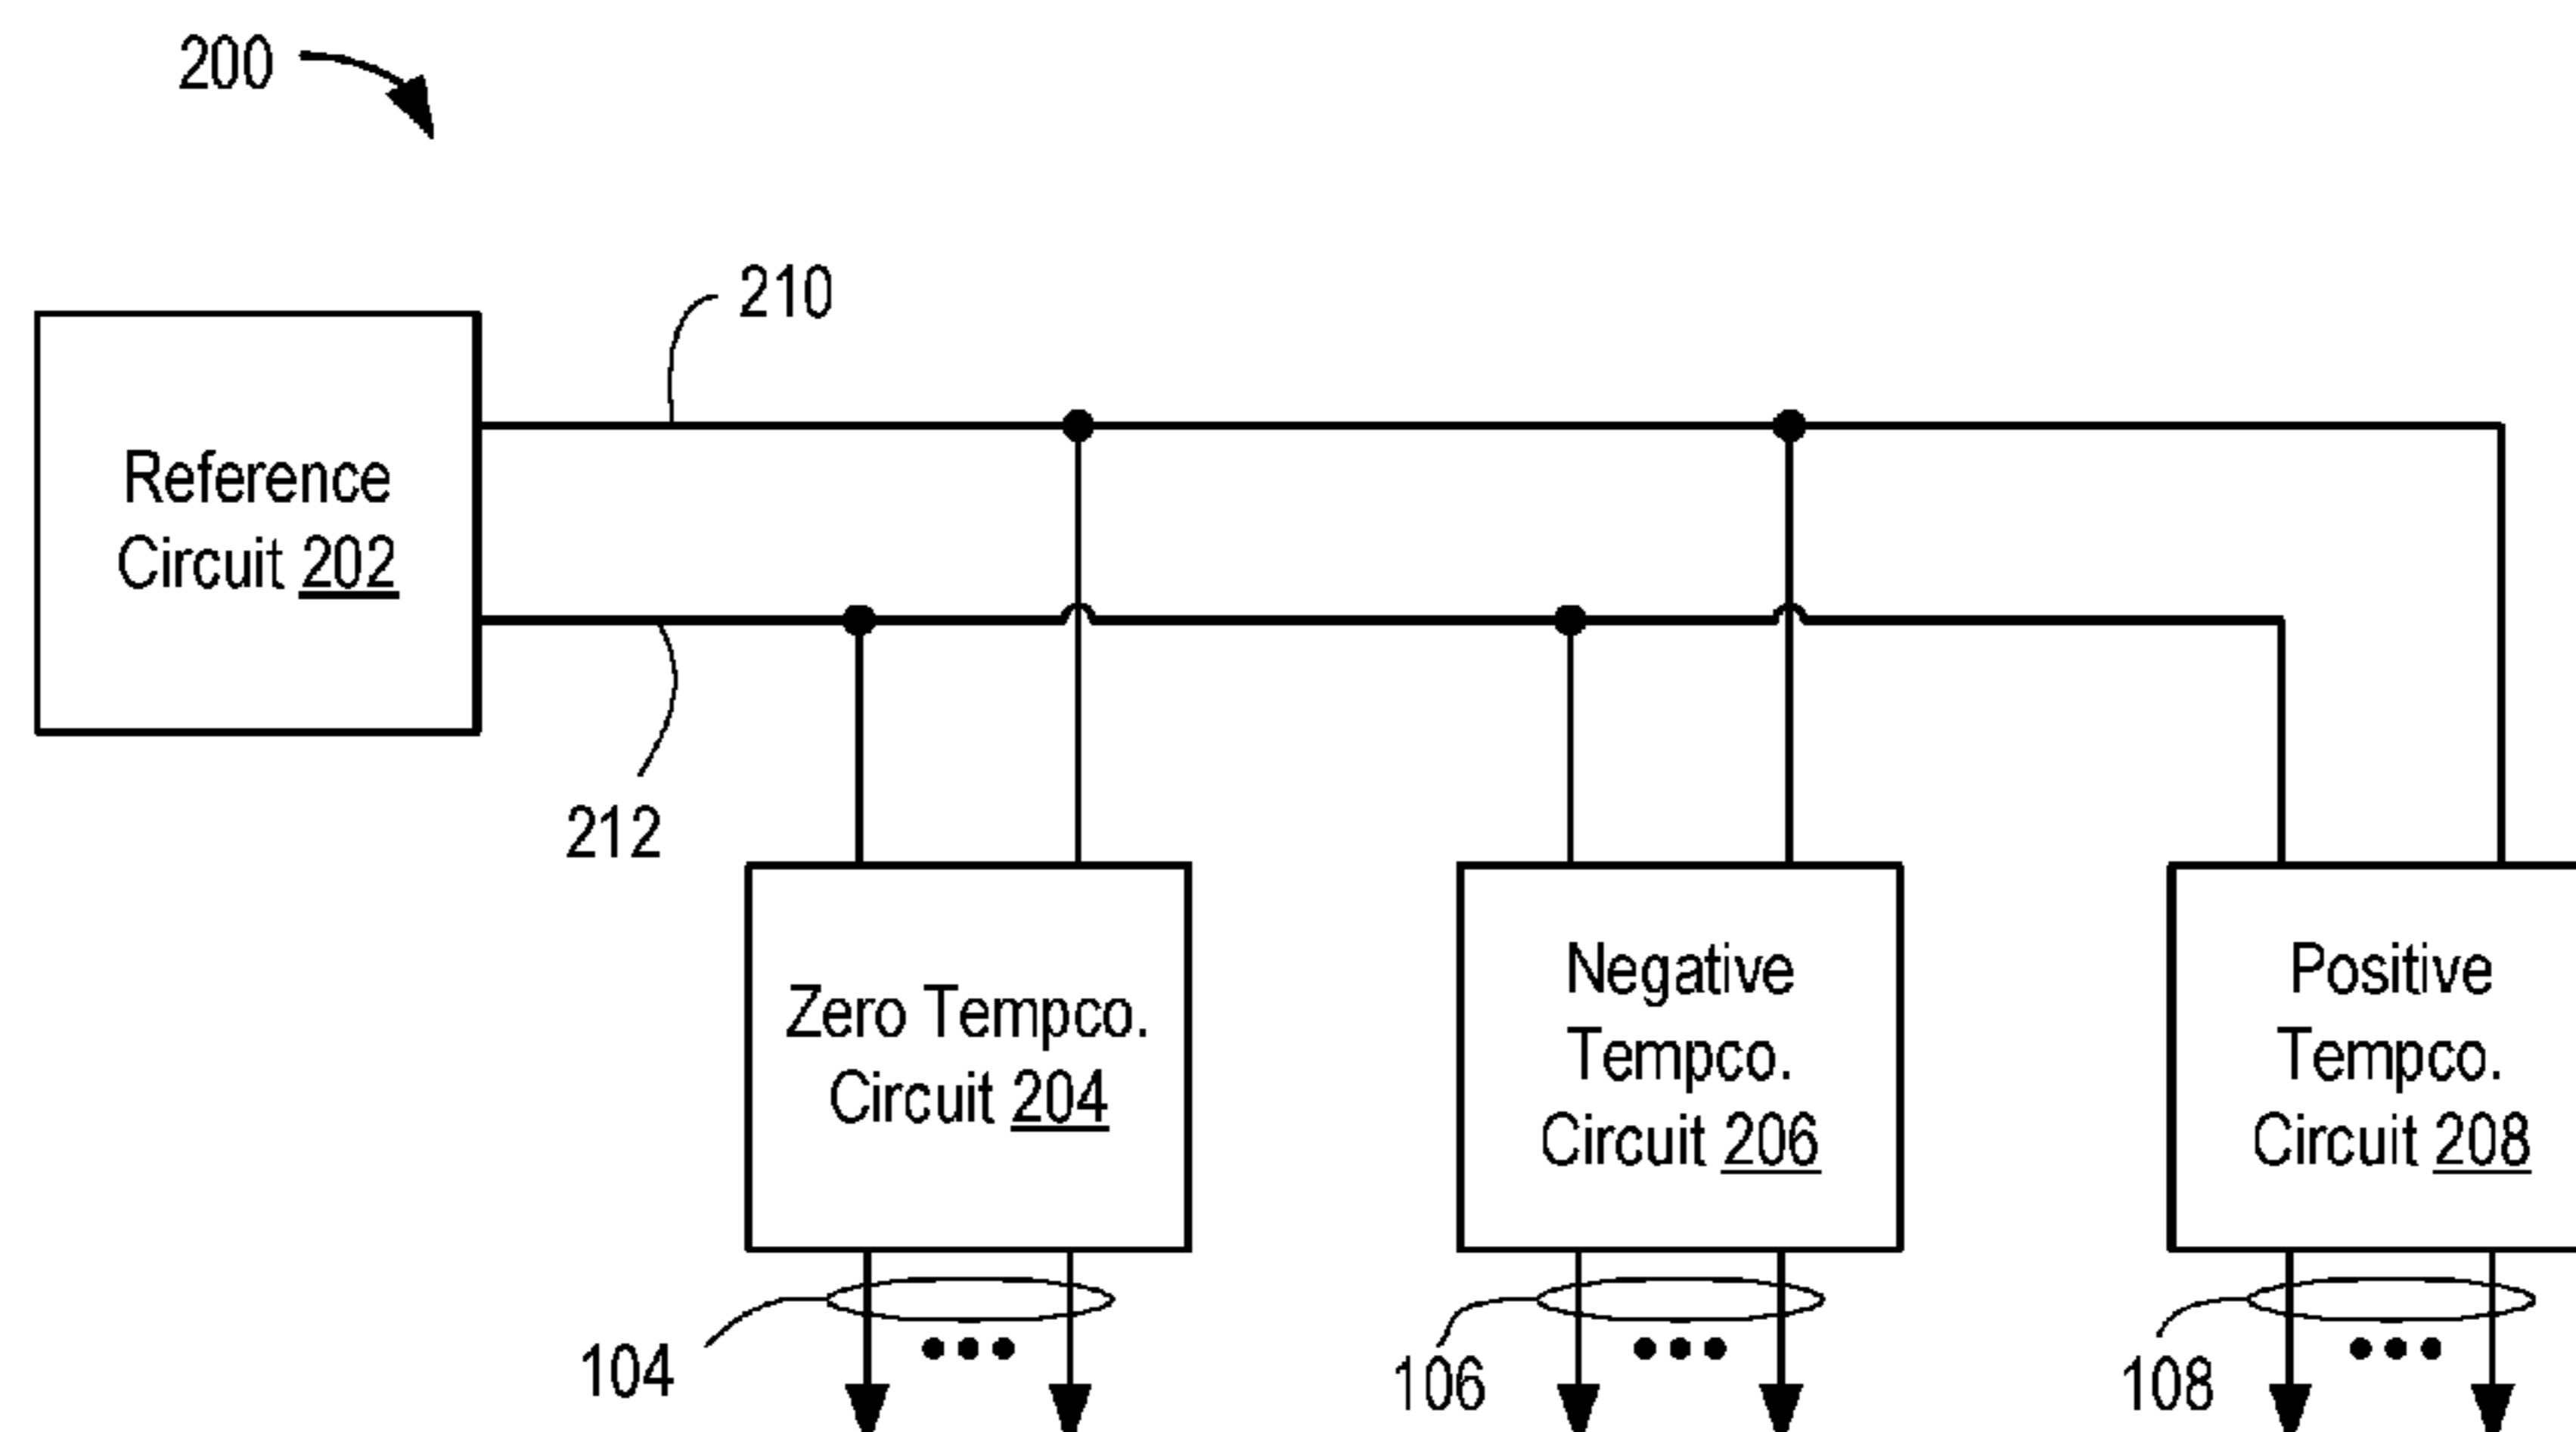 200
210
Reference
Circuit 202
212
Zero Tempco.
Circuit 204
Negative
Tempco.
Circuit 206
Positive
Tempco.
Circuit 208
104
106
108